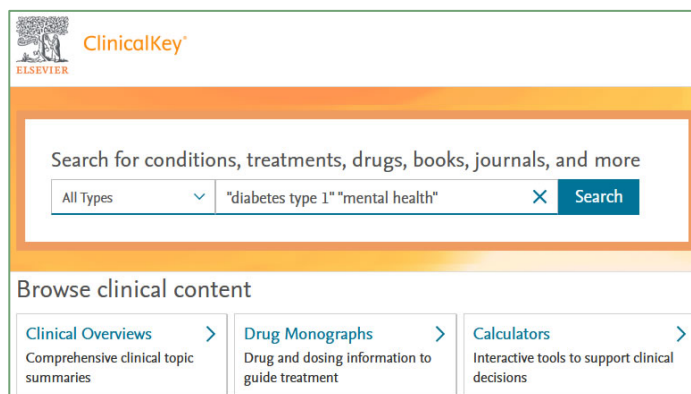 ELSEVIER
ClinicalKey®
Search for conditions, treatments, drugs, books, journals, and more
All Types
"diabetes type 1" "mental health"
Search
Browse clinical content
Clinical Overviews
Comprehensive clinical topic
summaries
Drug Monographs
Drug and dosing information to
guide treatment
Calculators
Interactive tools to support clinical
decisions